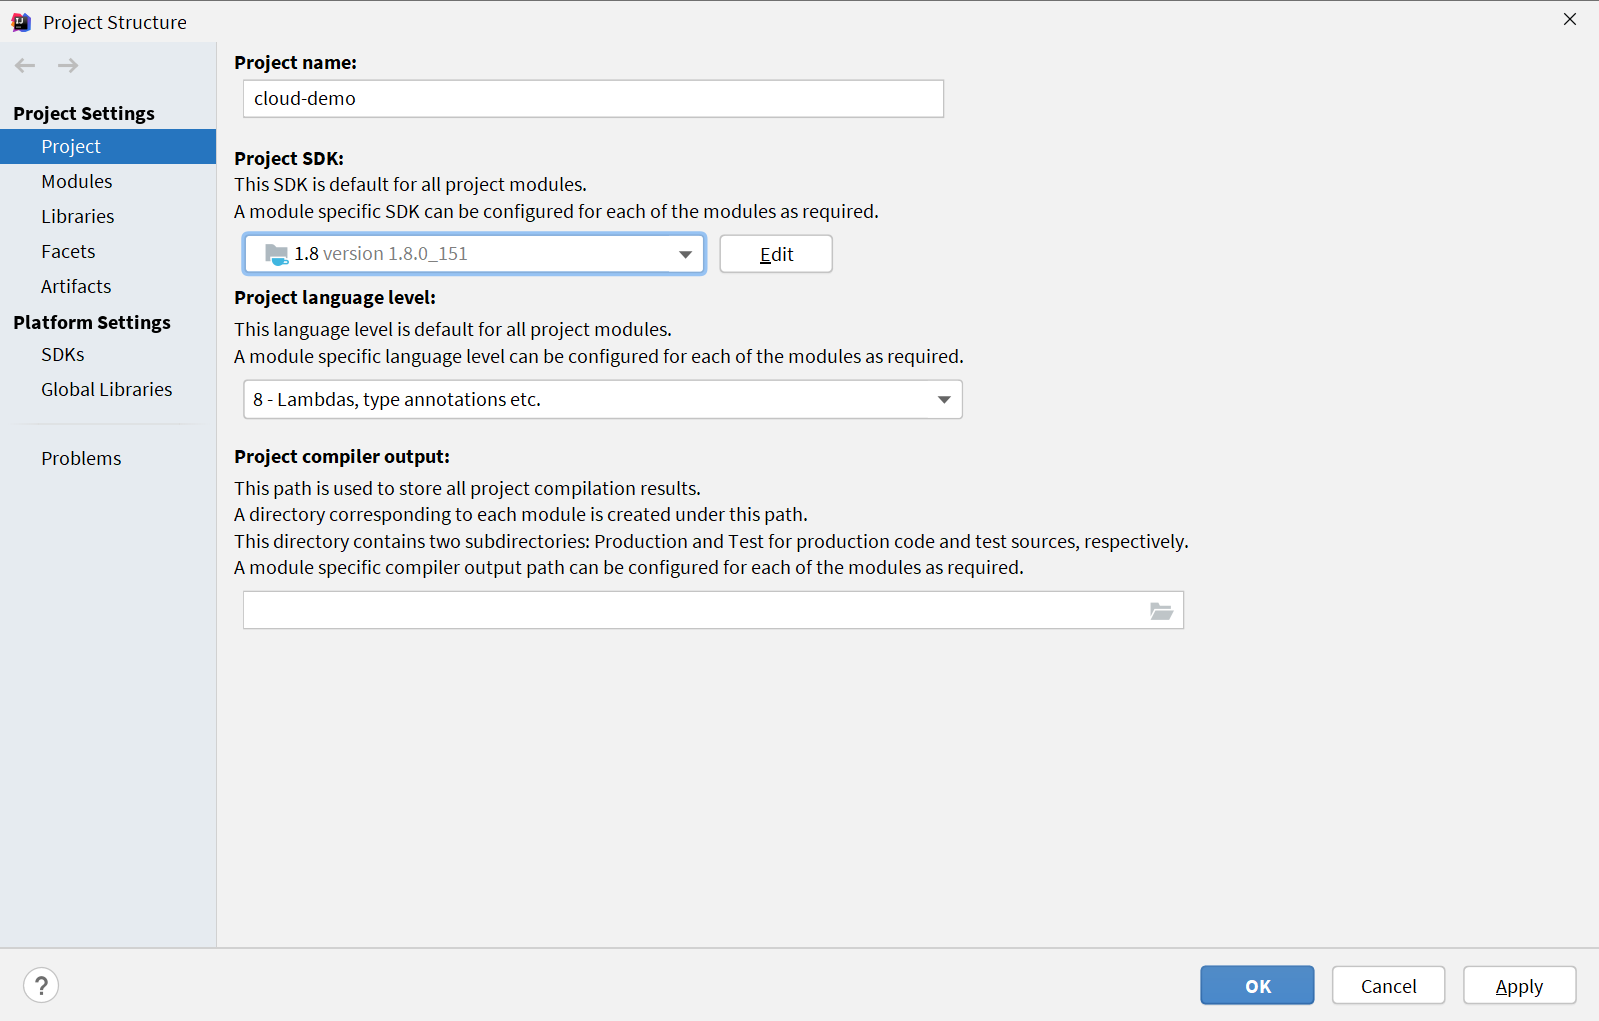 Project Structure
Project Settings
Project
Modules
Libraries
Facets
Artifacts
Platform Settings
SDKs
Global Libraries
Problems
Project name:
cloud-demo
Project SDK:
This SDK is default for all project modules.
A module specific SDK can be configured for each of the modules as required.
1.8 version 1.8.0_151
Edit
Project language level:
This language level is default for all project modules.
A module specific language level can be configured for each of the modules as required.
8 - Lambdas, type annotations etc.
Project compiler output:
This path is used to store all project compilation results.
A directory corresponding to each module is created under this path.
This directory contains two subdirectories: Production and Test for production code and test sources, respectively.
A module specific compiler output path can be configured for each of the modules as required.
?
OK
Cancel
Apply